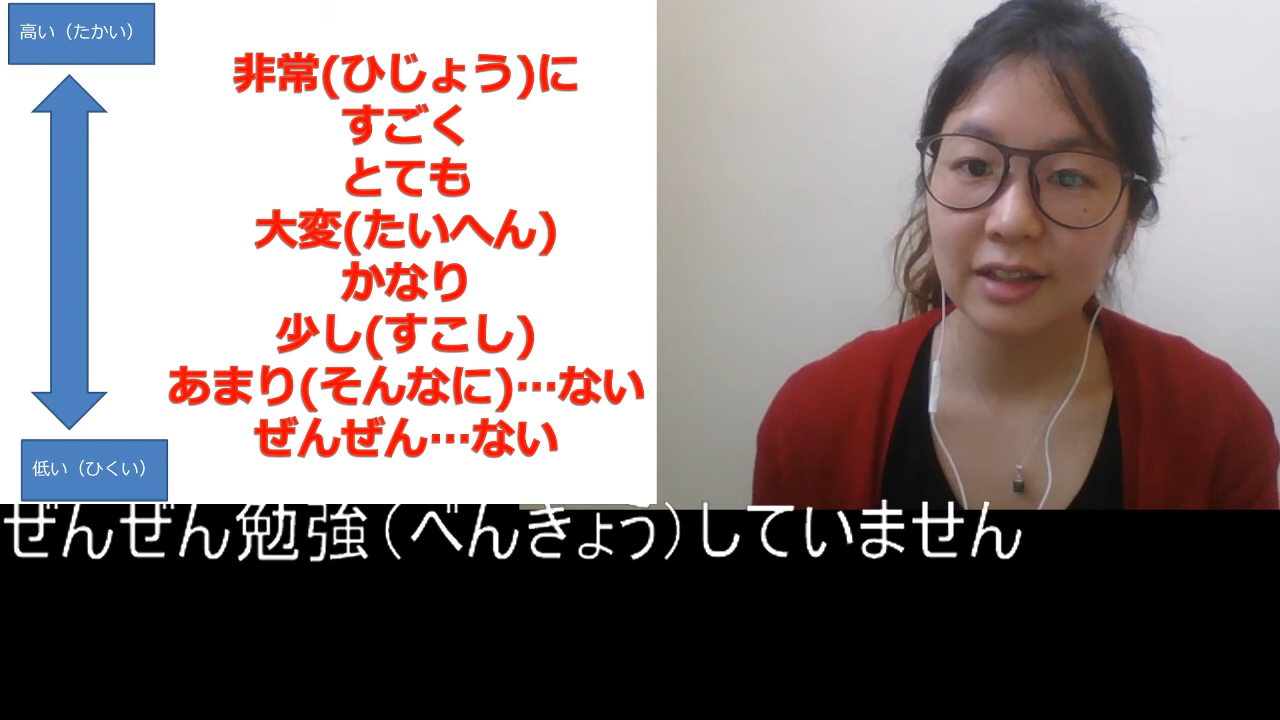 高い（たかい）
非常(ひじょう)に
すごく
とても
大変(たいへん)
かなり
少し(すこし)
あまり(そんなに)…ない
ぜんぜん…ない
低い（ひくい）
ぜんぜん勉強（べんきょう）していません